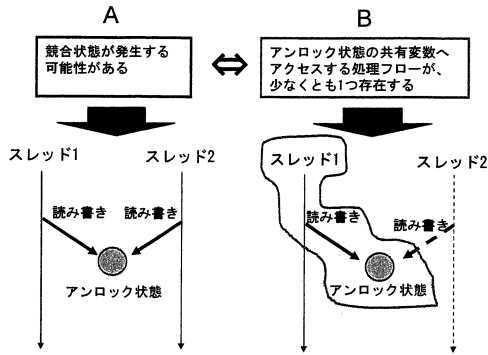 A
B
競合状態が発生する
可能性がある
アンロック状態の共有変数へ
アクセスする処理フローが、
少なくとも1つ存在する
スレッド1
スレッド2
読み書き
読み書き
アンロック状態
スレッド1
スレッド2
読み書き
読み書き
アンロック状態